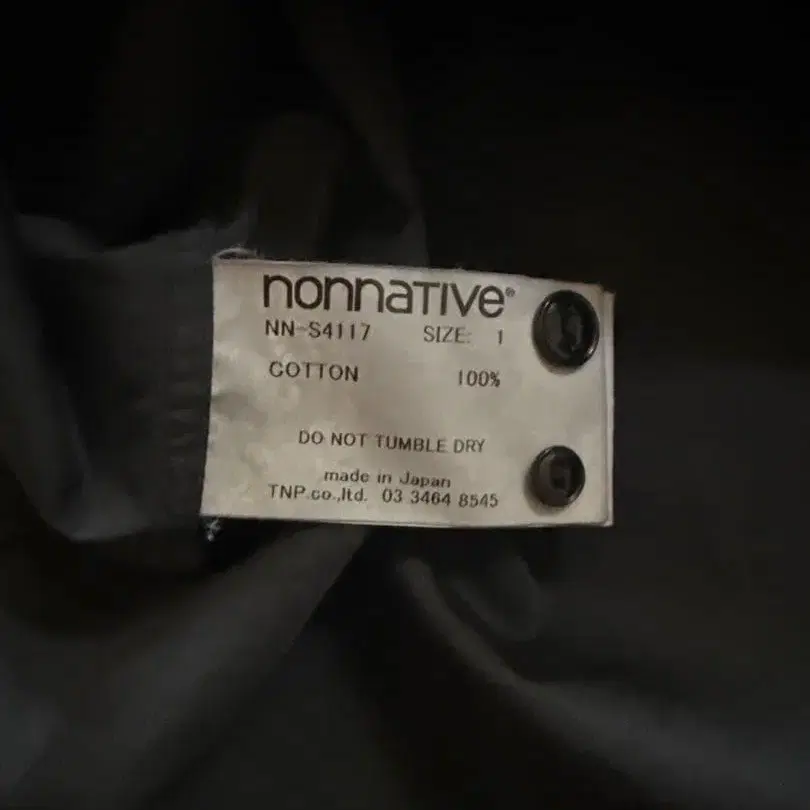 nonnative®
NN-S4117 SIZE: 1
COTTON 100%
DO NOT TUMBLE DRY
made in Japan
TNP.co.,ltd. 03 3464 8545